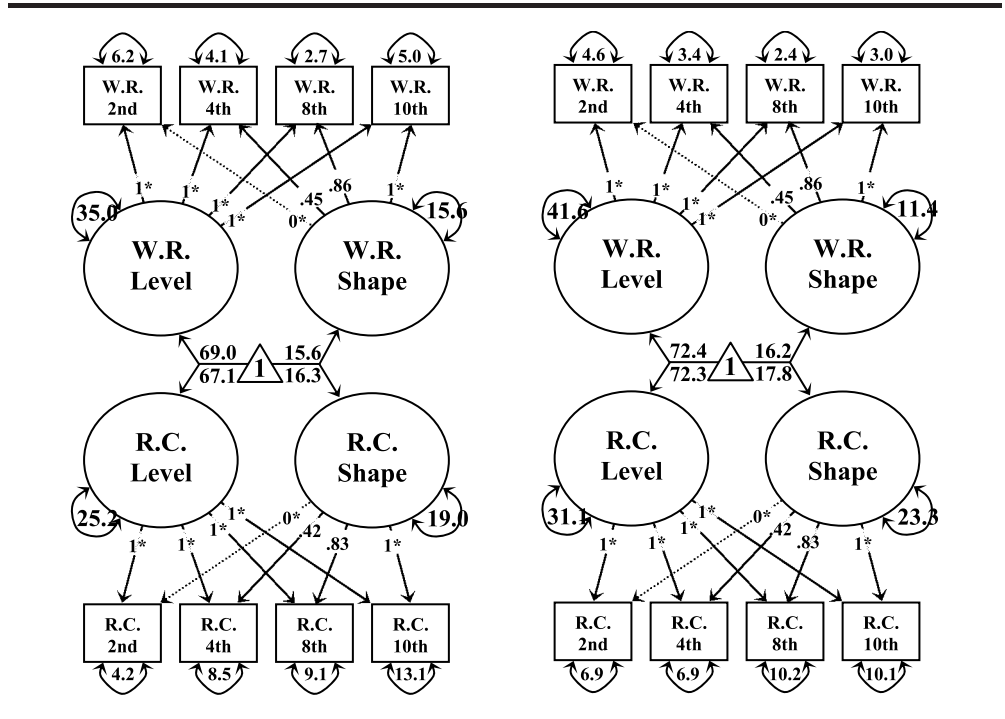 6.2 4.1 2.7 5.0
W.R. W.R. W.R. W.R.
2nd 4th 8th 10th
1* 1* 1* 1* 0* .45 .86 1*
35.0 15.6
W.R. W.R.
Level Shape
69.0 15.6
1
67.1 16.3
R.C. R.C.
Level Shape
25.2 19.0
1* 1* 1* 1* 0* .42 .83 1*
R.C. R.C. R.C. R.C.
2nd 4th 8th 10th
4.2 8.5 9.1 13.1
4.6 3.4 2.4 3.0
W.R. W.R. W.R. W.R.
2nd 4th 8th 10th
1* 1* 1* 1* 0* .45 .86 1*
41.6 11.4
W.R. W.R.
Level Shape
72.4 16.2
1
72.3 17.8
R.C. R.C.
Level Shape
31.1 23.3
1* 1* 1* 1* 0* .42 .83 1*
R.C. R.C. R.C. R.C.
2nd 4th 8th 10th
6.9 6.9 10.2 10.1